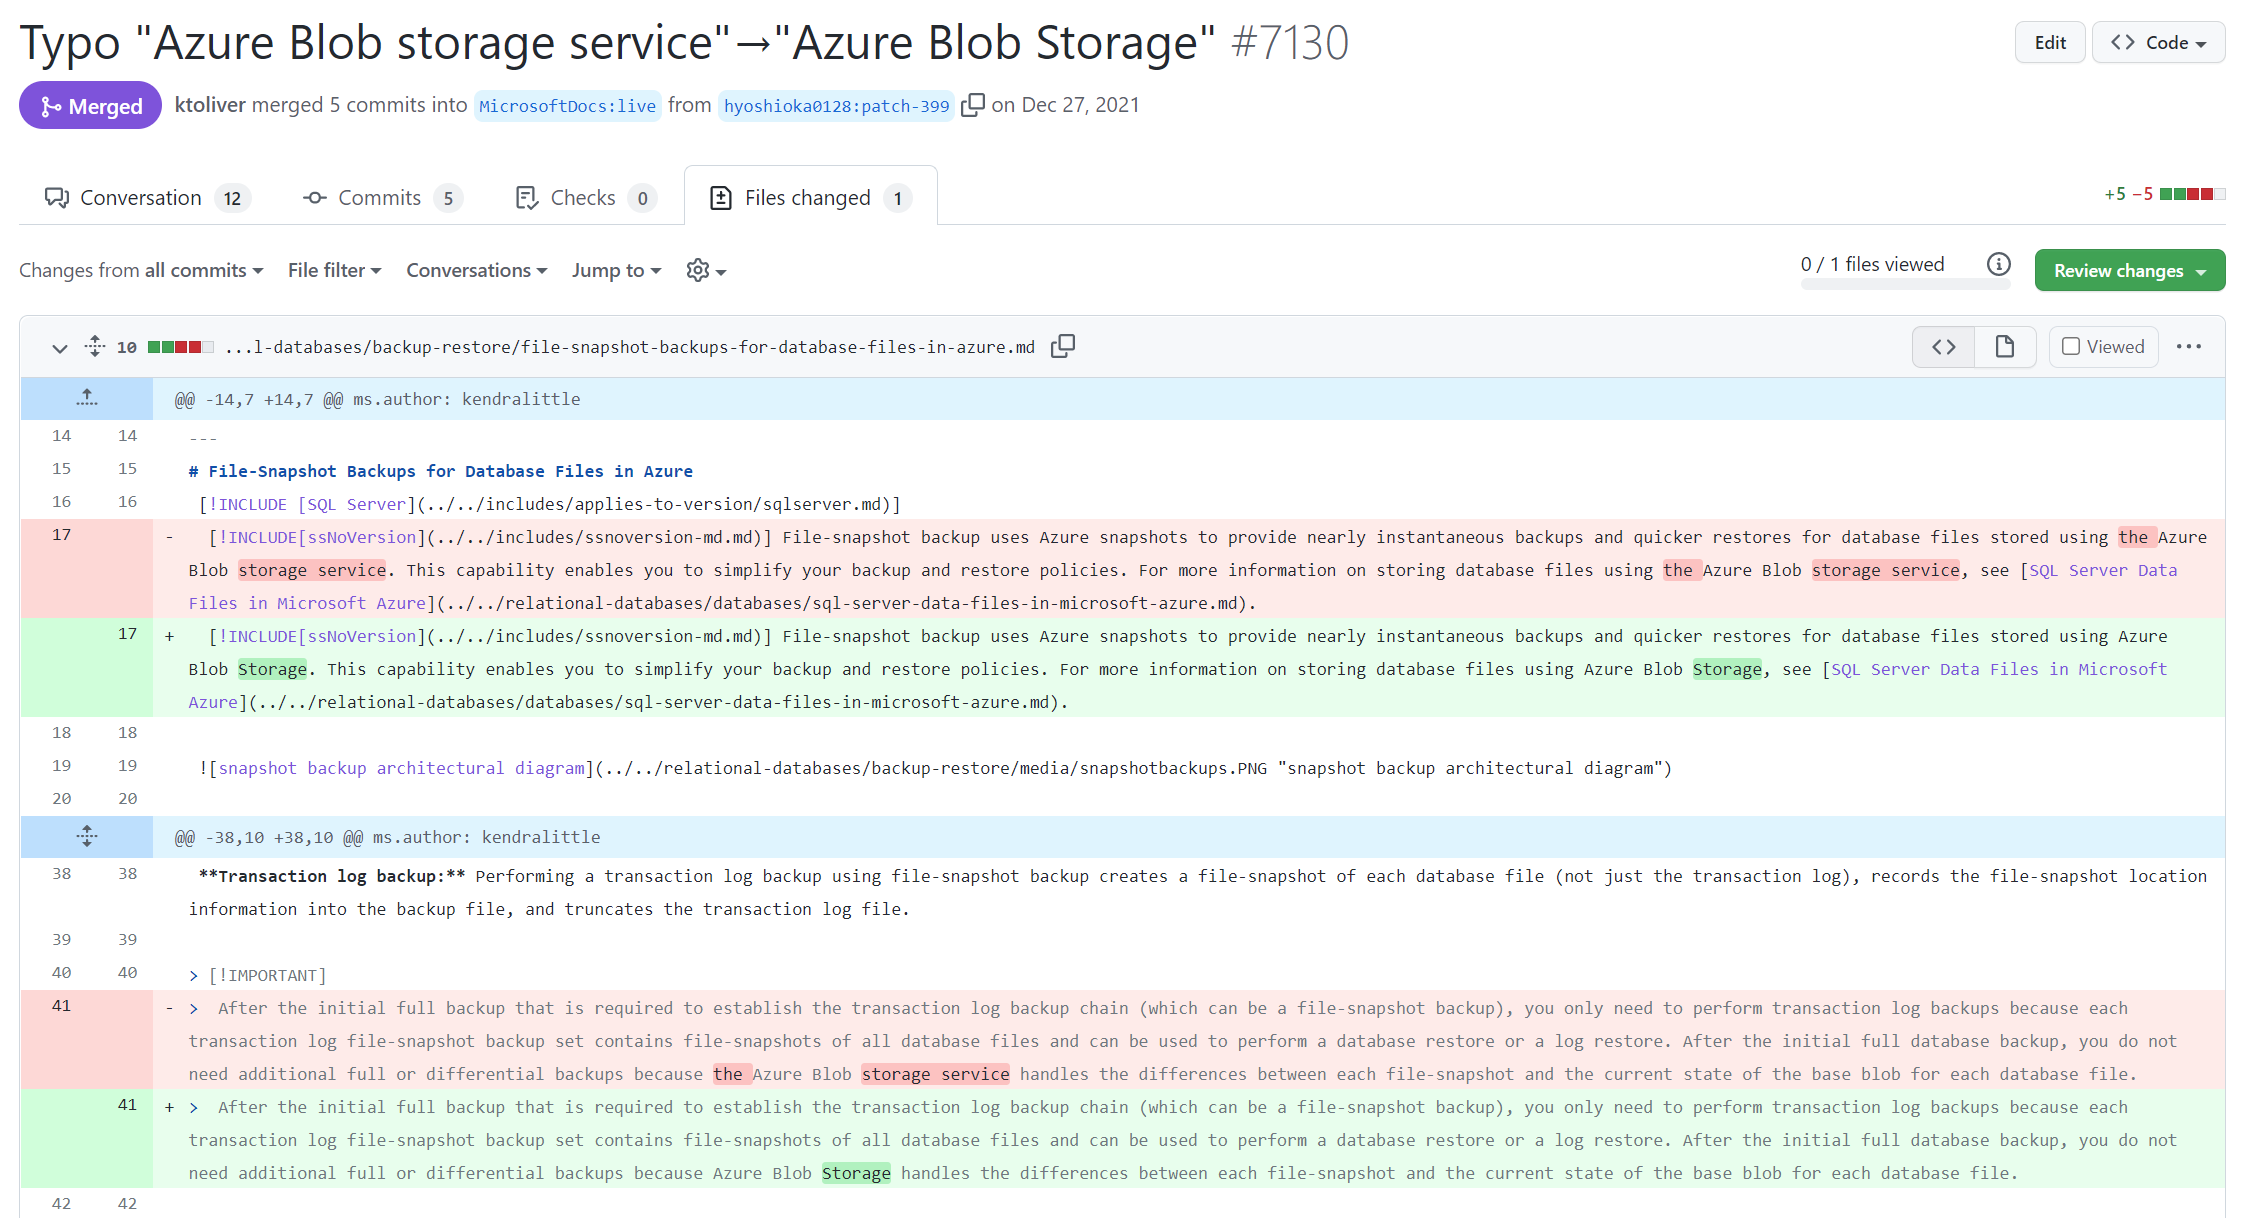 Typo "Azure Blob storage service"→"Azure Blob Storage" #7130
Edit
Code
Merged
ktoliver merged 5 commits into MicrosoftDocs:live from hyoshioka0128:patch-399 on Dec 27, 2021
Conversation 12
Commits 5
Checks 0
Files changed 1
+5 −5
Changes from all commits
File filter
Conversations
Jump to
0 / 1 files viewed
Review changes
10 ...l-databases/backup-restore/file-snapshot-backups-for-database-files-in-azure.md
Viewed
@@ -14,7 +14,7 @@ ms.author: kendralittle
14 14 ---
15 15 # File-Snapshot Backups for Database Files in Azure
16 16 [!INCLUDE [SQL Server](../../includes/applies-to-version/sqlserver.md)]
17 - [!INCLUDE[ssNoVersion](../../includes/ssnoversion-md.md)] File-snapshot backup uses Azure snapshots to provide nearly instantaneous backups and quicker restores for database files stored using the Azure
Blob storage service. This capability enables you to simplify your backup and restore policies. For more information on storing database files using the Azure Blob storage service, see [SQL Server Data
Files in Microsoft Azure](../../relational-databases/databases/sql-server-data-files-in-microsoft-azure.md).
17 + [!INCLUDE[ssNoVersion](../../includes/ssnoversion-md.md)] File-snapshot backup uses Azure snapshots to provide nearly instantaneous backups and quicker restores for database files stored using Azure
Blob Storage. This capability enables you to simplify your backup and restore policies. For more information on storing database files using Azure Blob Storage, see [SQL Server Data Files in Microsoft
Azure](../../relational-databases/databases/sql-server-data-files-in-microsoft-azure.md).
18 18
19 19 ![snapshot backup architectural diagram](../../relational-databases/backup-restore/media/snapshotbackups.PNG "snapshot backup architectural diagram")
20 20
@@ -38,10 +38,10 @@ ms.author: kendralittle
38 38 **Transaction log backup:** Performing a transaction log backup using file-snapshot backup creates a file-snapshot of each database file (not just the transaction log), records the file-snapshot location
information into the backup file, and truncates the transaction log file.
39 39
40 40 > [!IMPORTANT]
41 - > After the initial full backup that is required to establish the transaction log backup chain (which can be a file-snapshot backup), you only need to perform transaction log backups because each
transaction log file-snapshot backup set contains file-snapshots of all database files and can be used to perform a database restore or a log restore. After the initial full database backup, you do not
need additional full or differential backups because the Azure Blob storage service handles the differences between each file-snapshot and the current state of the base blob for each database file.
41 + > After the initial full backup that is required to establish the transaction log backup chain (which can be a file-snapshot backup), you only need to perform transaction log backups because each
transaction log file-snapshot backup set contains file-snapshots of all database files and can be used to perform a database restore or a log restore. After the initial full database backup, you do not
need additional full or differential backups because Azure Blob Storage handles the differences between each file-snapshot and the current state of the base blob for each database file.
42 42